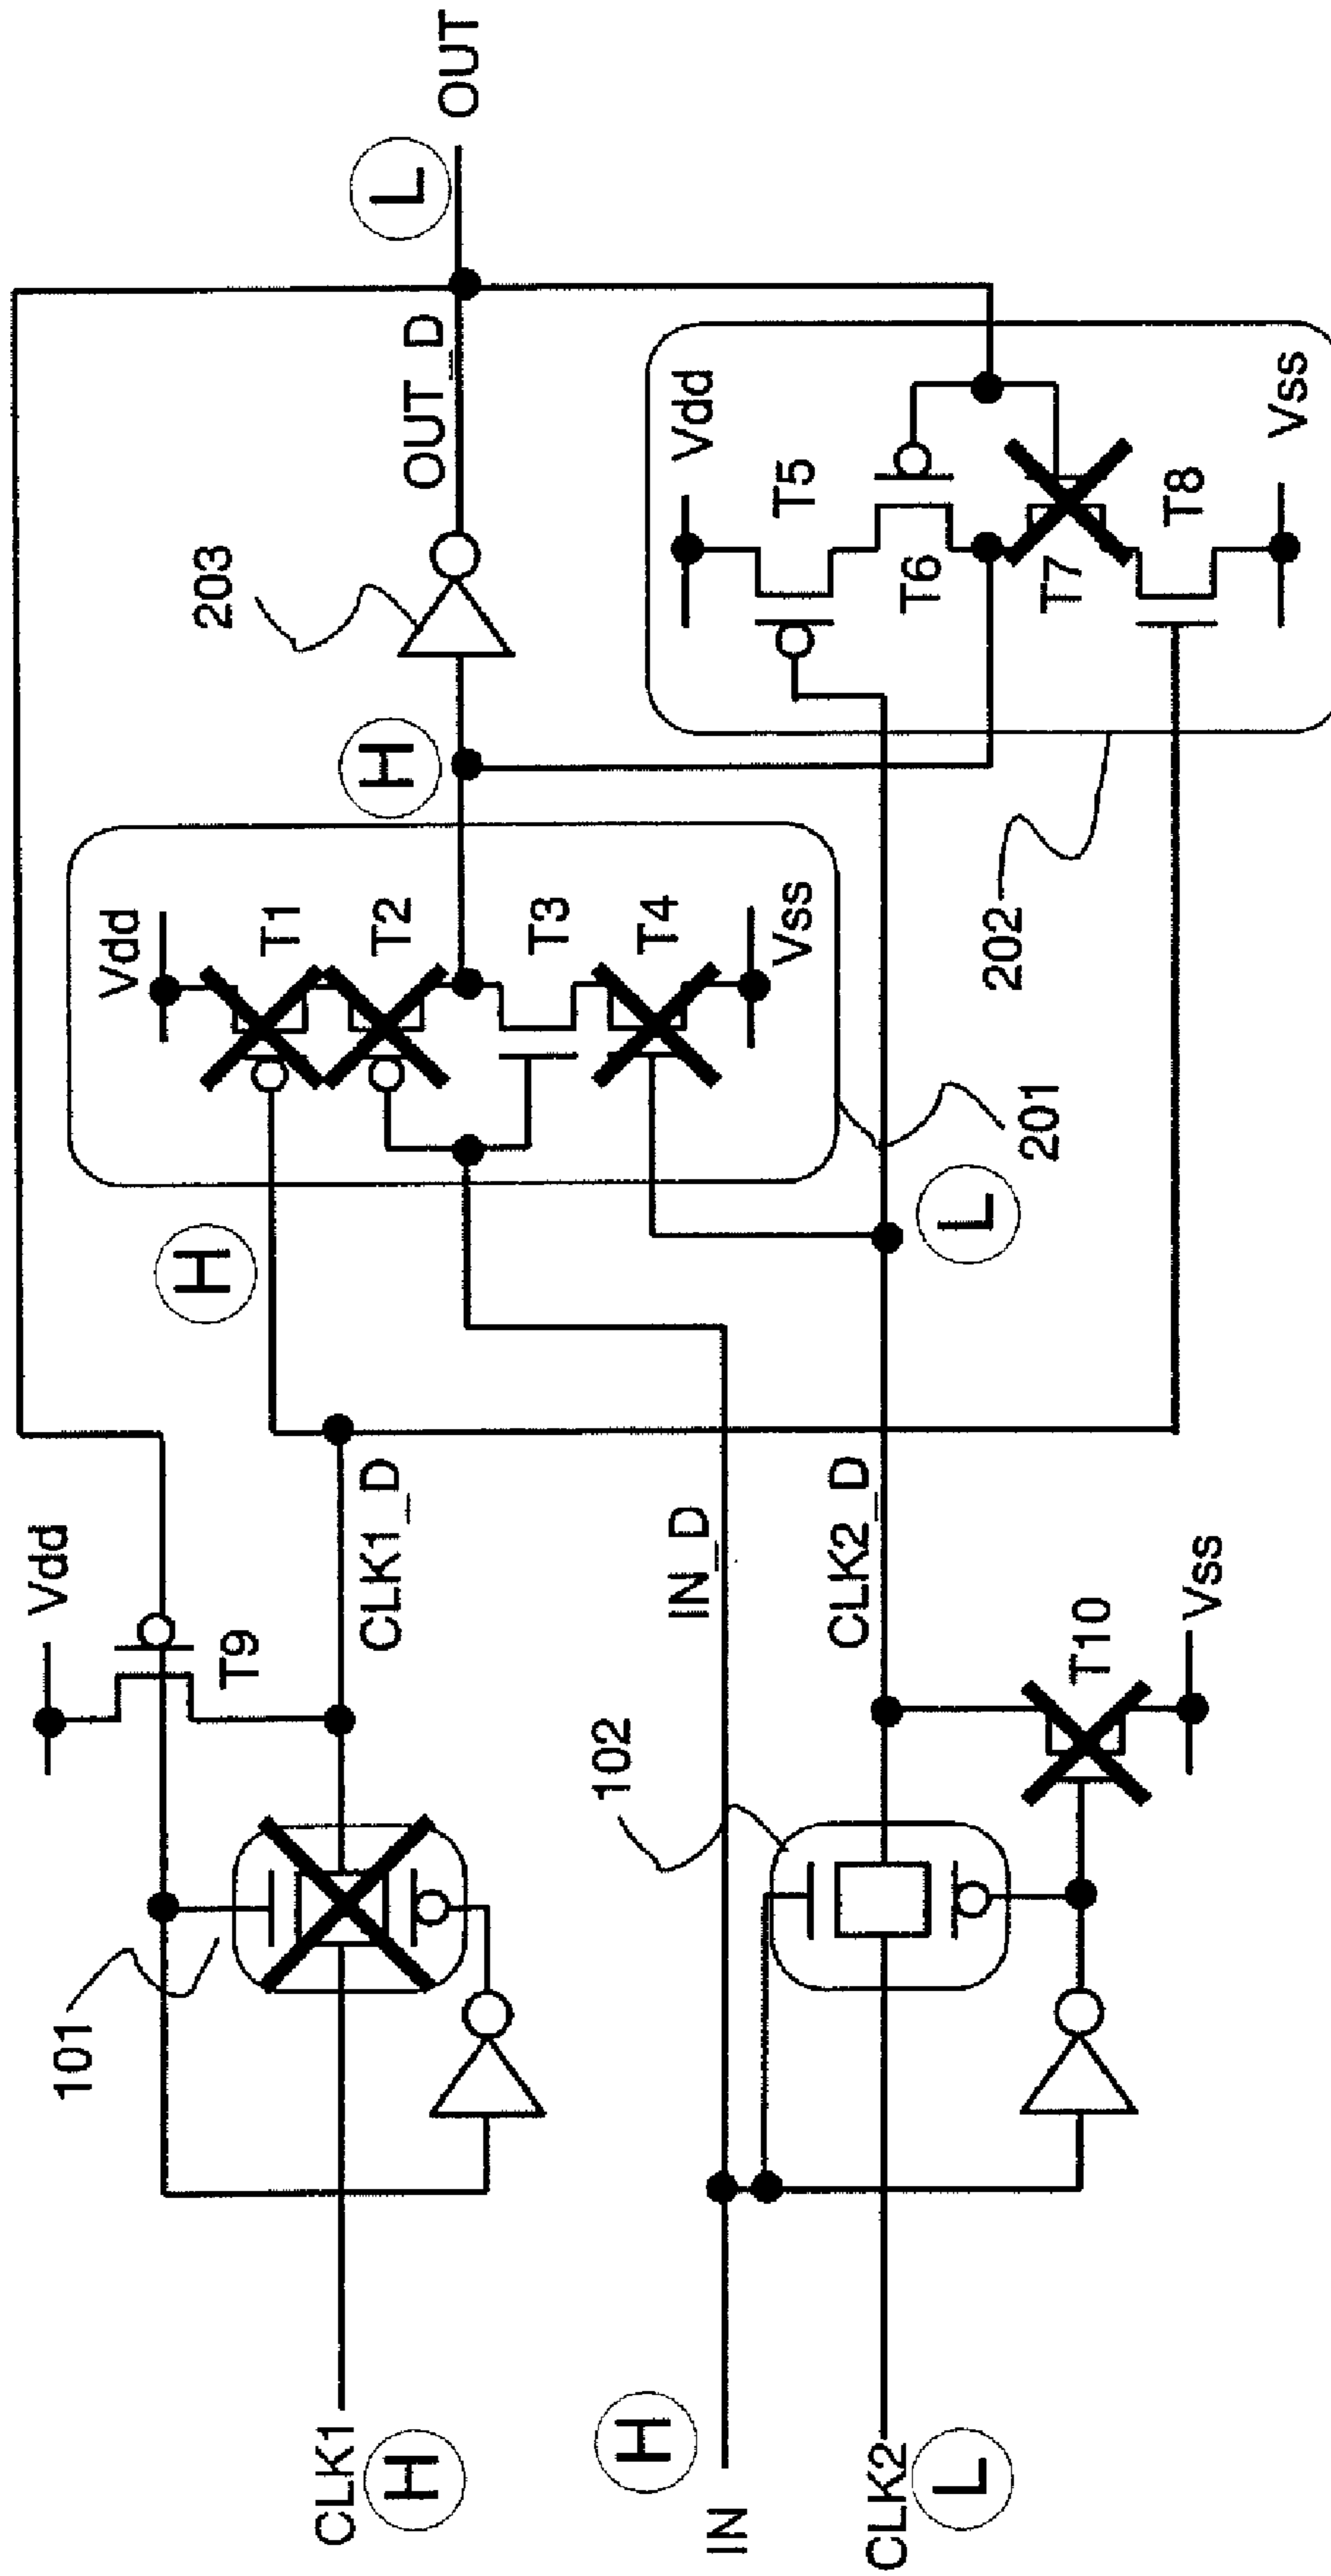 Vdd
T9
101
CLK1
H
CLK1_D
H
Vdd
T1
T2
T3
T4
Vss
201
H
203
OUT_D
L
OUT
IN
H
IN_D
102
CLK2
L
CLK2_D
L
T10
Vss
Vdd
T5
T6
T7
T8
Vss
202